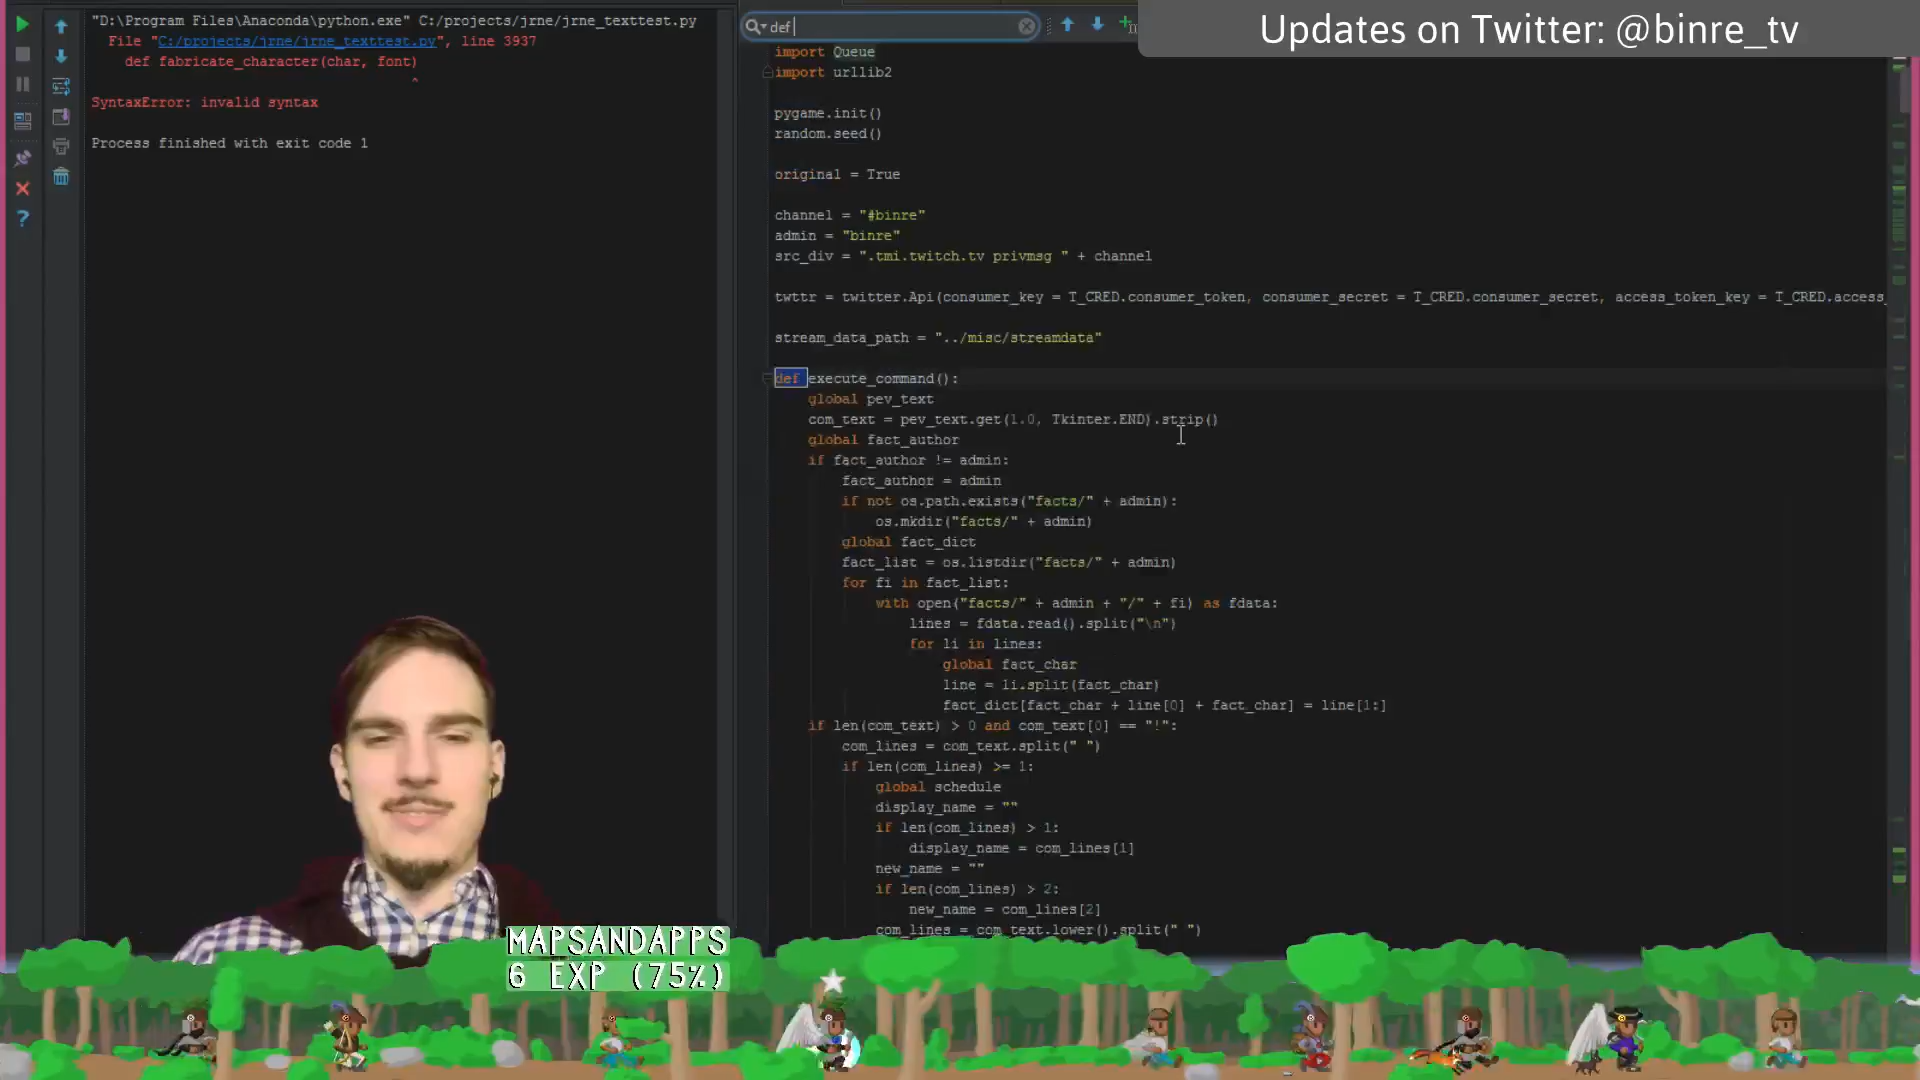 "D:\Program Files\Anaconda\python.exe" C:/projects/jrne/jrne_texttest.py
File "C:/projects/jrne/jrne_texttest.py", line 3937
def fabricate_character(char, font)
^
SyntaxError: invalid syntax
Process finished with exit code 1
def
Updates on Twitter: @binre_tv
import Queue
import urllib2
pygame.init()
random.seed()
original = True
channel = "#binre"
admin = "binre"
src_div = ".tmi.twitch.tv privmsg " + channel
twttr = twitter.Api(consumer_key = T_CRED.consumer_token, consumer_secret = T_CRED.consumer_secret, access_token_key = T_CRED.access_
stream_data_path = "../misc/streamdata"
def execute_command():
global pev_text
com_text = pev_text.get(1.0, Tkinter.END).strip()
global fact_author
if fact_author != admin:
fact_author = admin
if not os.path.exists("facts/" + admin):
os.mkdir("facts/" + admin)
global fact_dict
fact_list = os.listdir("facts/" + admin)
for fi in fact_list:
with open("facts/" + admin + "/" + fi) as fdata:
lines = fdata.read().split("\n")
for li in lines:
global fact_char
line = li.split(fact_char)
fact_dict[fact_char + line[0] + fact_char] = line[1:]
if len(com_text) > 0 and com_text[0] == "!":
com_lines = com_text.split(" ")
if len(com_lines) >= 1:
global schedule
display_name = ""
if len(com_lines) > 1:
display_name = com_lines[1]
new_name = ""
if len(com_lines) > 2:
new_name = com_lines[2]
com_lines = com_text.lower().split(" ")
MAPSANDAPPS
6 EXP (75%)